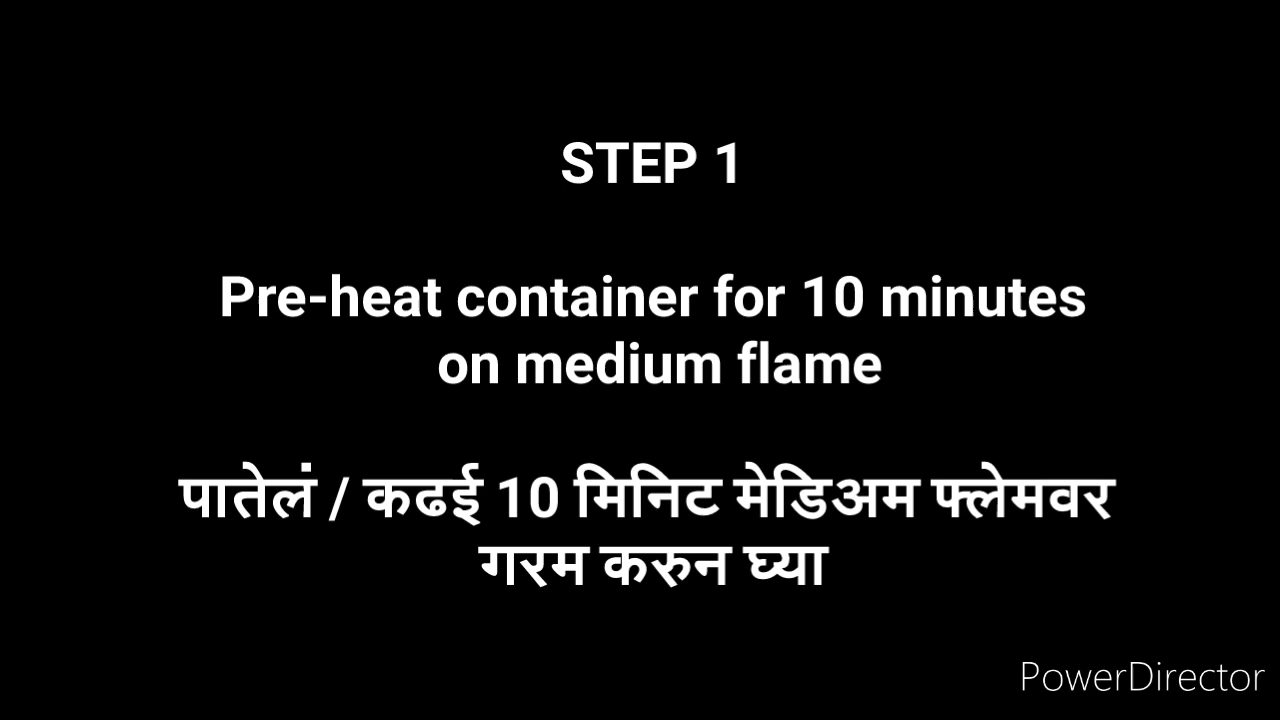 STEP 1
Pre-heat container for 10 minutes
on medium flame
पातेलं / कढई 10 मिनिट मेडिअम फ्लेमवर
गरम करुन घ्या
PowerDirector